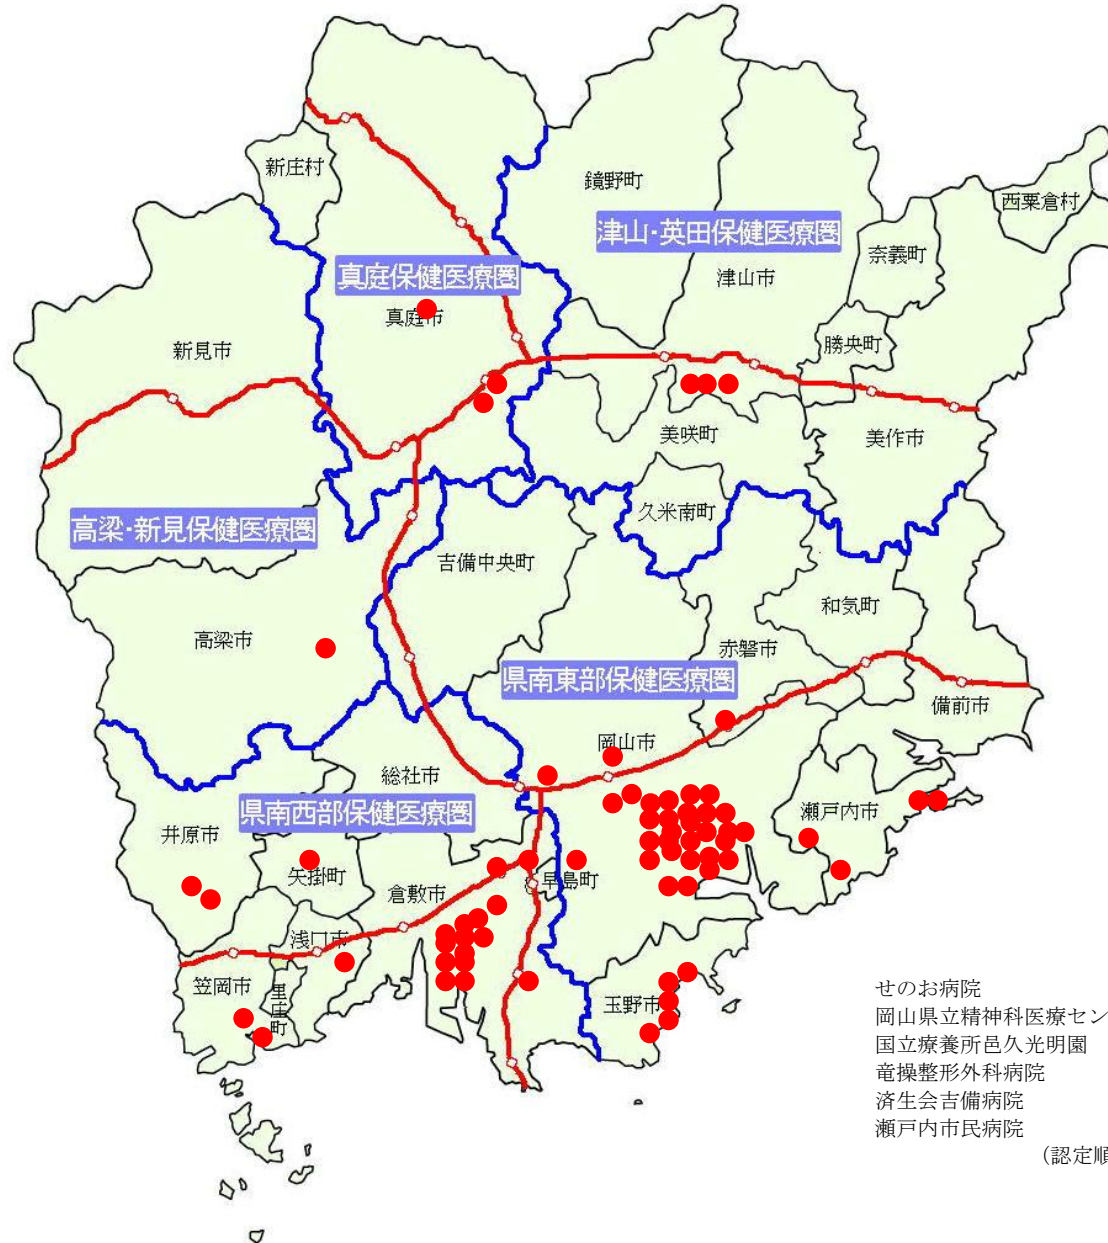 新庄村
鏡野町
西粟倉村
津山・英田保健医療圏
奈義町
真庭保健医療圏
津山市
真庭市
新見市
勝央町
美咲町
美作市
高梁・新見保健医療圏
久米南町
吉備中央町
和気町
高梁市
赤磐市
県南東部保健医療圏
備前市
岡山市
総社市
県南西部保健医療圏
瀬戸内市
井原市
矢掛町
早島町
倉敷市
浅口市
笠岡市
里庄町
玉野市
せのお病院
岡山県立精神科医療セン
国立療養所邑久光明園
竜操整形外科病院
済生会吉備病院
瀬戸内市民病院
（認定順